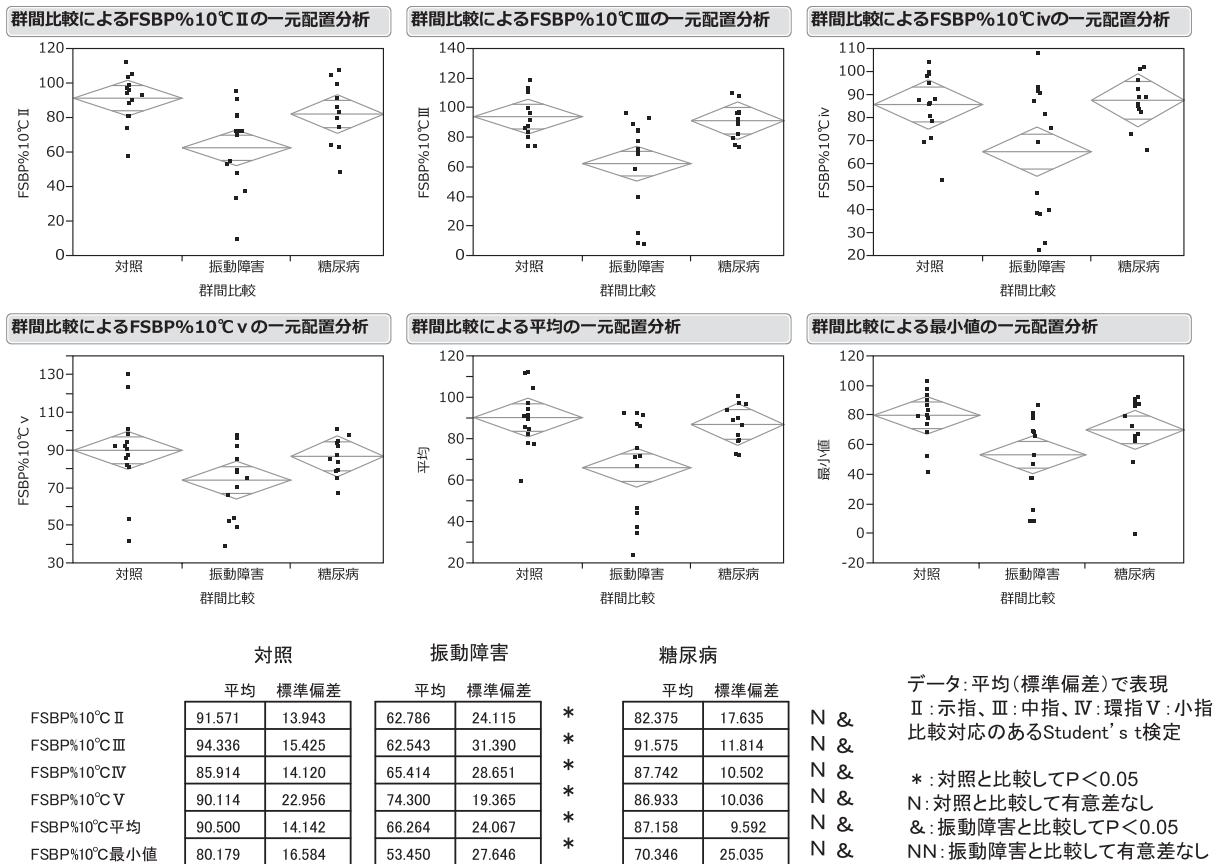 群間比較によるFSBP%10℃Ⅱの一元配置分析
120
100
80
60
40
20
0
FSBP%10℃Ⅱ
対照 振動障害 糖尿病
群間比較
群間比較によるFSBP%10℃Ⅲの一元配置分析
140
120
100
80
60
40
20
0
FSBP%10℃Ⅲ
対照 振動障害 糖尿病
群間比較
群間比較によるFSBP%10℃ⅳの一元配置分析
110
100
90
80
70
60
50
40
30
20
FSBP%10℃ⅳ
対照 振動障害 糖尿病
群間比較
群間比較によるFSBP%10℃ⅴの一元配置分析
130
110
90
70
50
30
FSBP%10℃ⅴ
対照 振動障害 糖尿病
群間比較
群間比較による平均の一元配置分析
120
100
80
60
40
20
平均
対照 振動障害 糖尿病
群間比較
群間比較による最小値の一元配置分析
120
100
80
60
40
20
0
-20
最小値
対照 振動障害 糖尿病
群間比較
対照 振動障害 糖尿病
平均 標準偏差 平均 標準偏差 平均 標準偏差
FSBP%10℃Ⅱ 91.571 13.943 62.786 24.115 * 82.375 17.635 N &
FSBP%10℃Ⅲ 94.336 15.425 62.543 31.390 * 91.575 11.814 N &
FSBP%10℃Ⅳ 85.914 14.120 65.414 28.651 * 87.742 10.502 N &
FSBP%10℃Ⅴ 90.114 22.956 74.300 19.365 * 86.933 10.036 N &
FSBP%10℃平均 90.500 14.142 66.264 24.067 * 87.158 9.592 N &
FSBP%10℃最小値 80.179 16.584 53.450 27.646 * 70.346 25.035 N &
データ:平均(標準偏差)で表現
Ⅱ:示指、Ⅲ:中指、Ⅳ:環指Ⅴ:小指
比較対応のあるStudent's t検定
*:対照と比較してP<0.05
N:対照と比較して有意差なし
&:振動障害と比較してP<0.05
NN:振動障害と比較して有意差なし